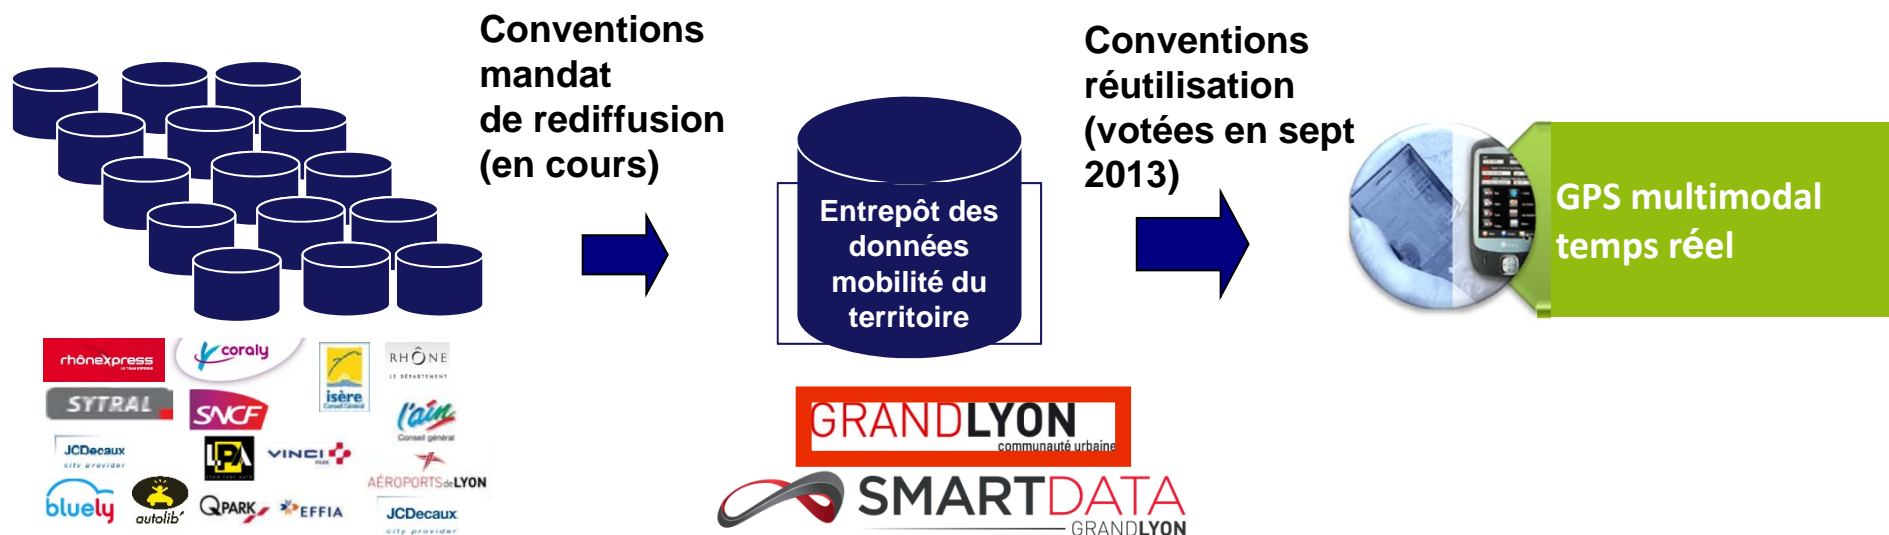 Conventions
mandat
de rediffusion
(en cours)
Conventions
réutilisation
(votées en sept
2013)
Entrepôt des
données
mobilité du
territoire
GPS multimodal
temps réel
rhônexpress
coraly
isère
Conseil Général
RHÔNE
LE DÉPARTEMENT
SYTRAL
SNCF
l'ain
Conseil général
JCDecaux
city provider
LPA
VINCI
PARK
AÉROPORTS DE LYON
bluely
autolib'
QPARK
EFFIA
JCDecaux
city provider
GRANDLYON
communauté urbaine
SMARTDATA
GRANDLYON